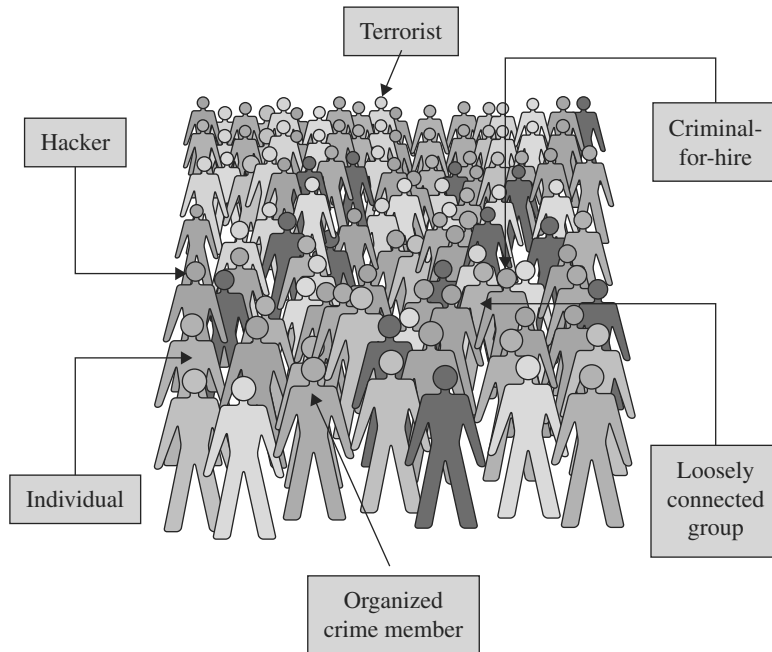 Terrorist
Hacker
Criminal-
for-hire
Individual
Loosely
connected
group
Organized
crime member